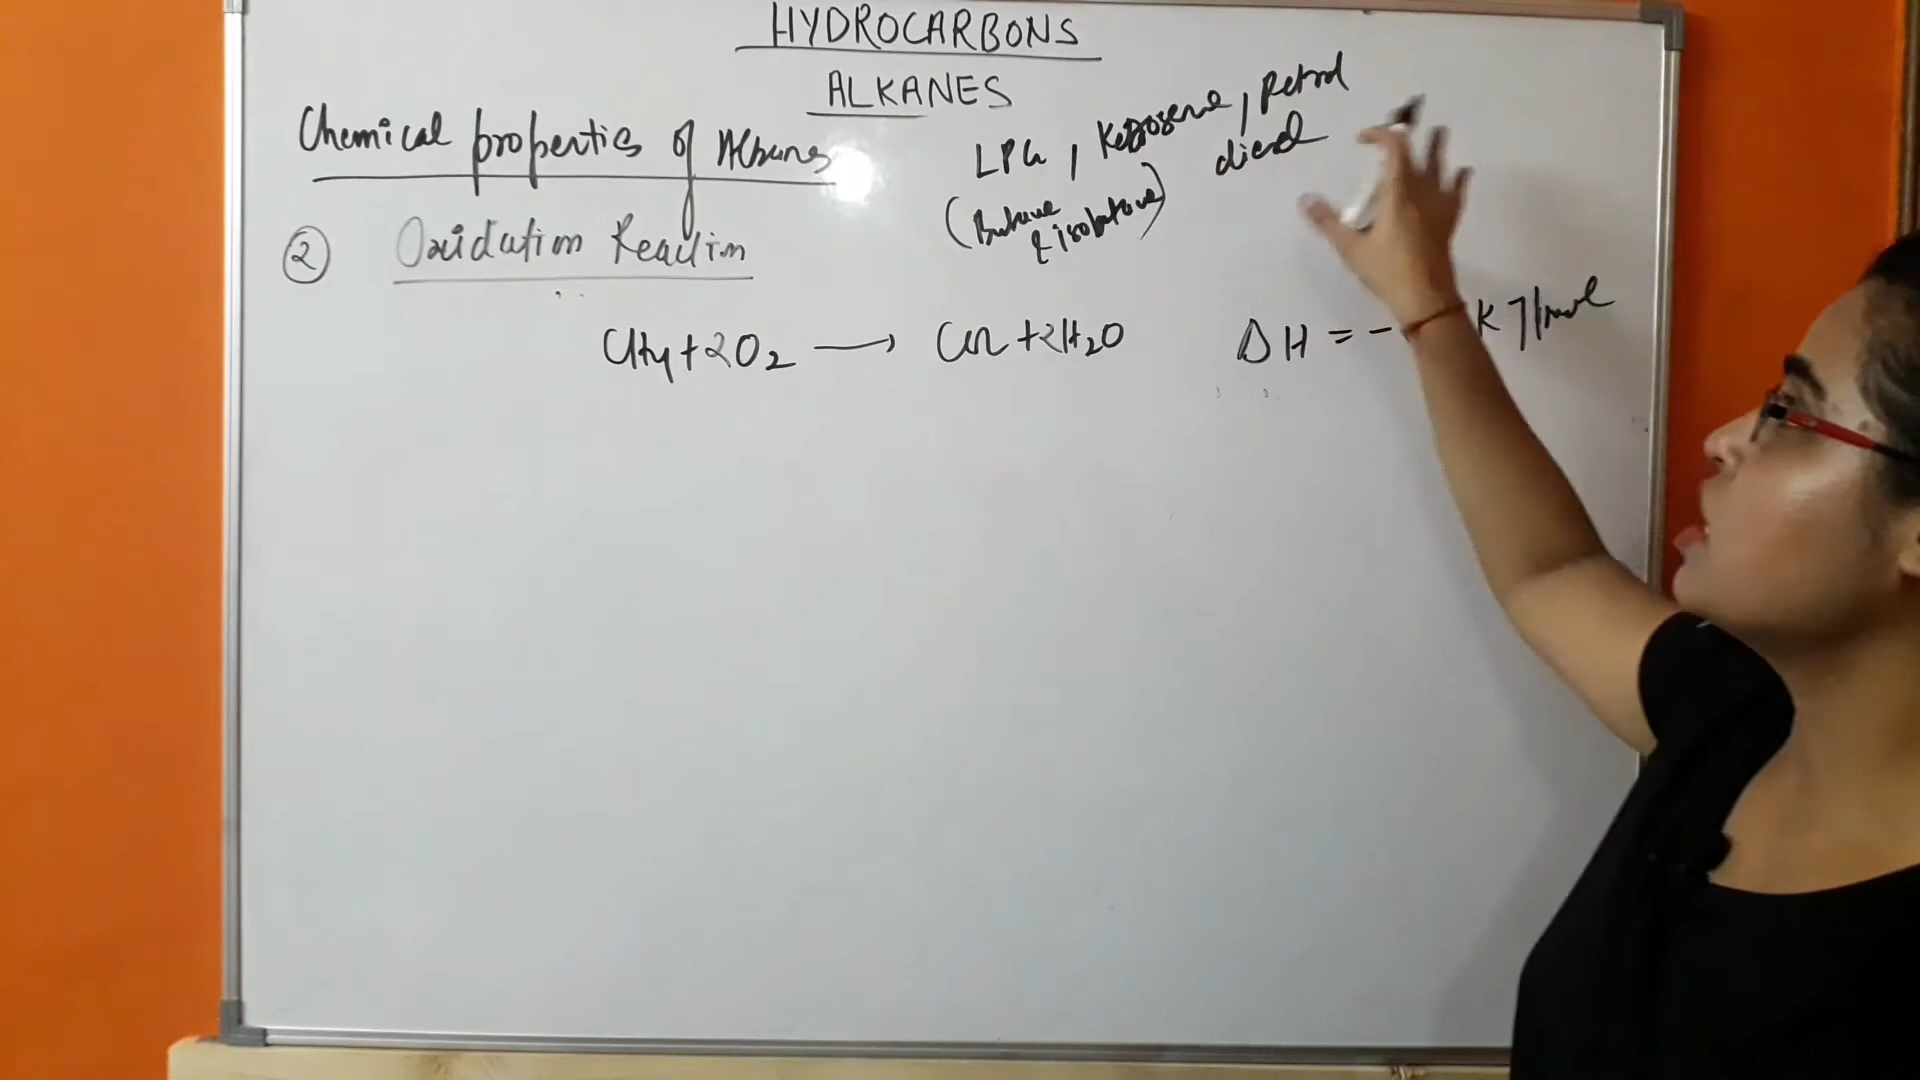 HYDROCARBONS
ALKANES
Chemical properties of Alkanes
LPG, Kerosene, Petrol
diesel
(Butane
& isobutane)
② Oxidation Reaction
CH4 + 2O2 → CO2 + 2H2O ΔH = - KJ/mol